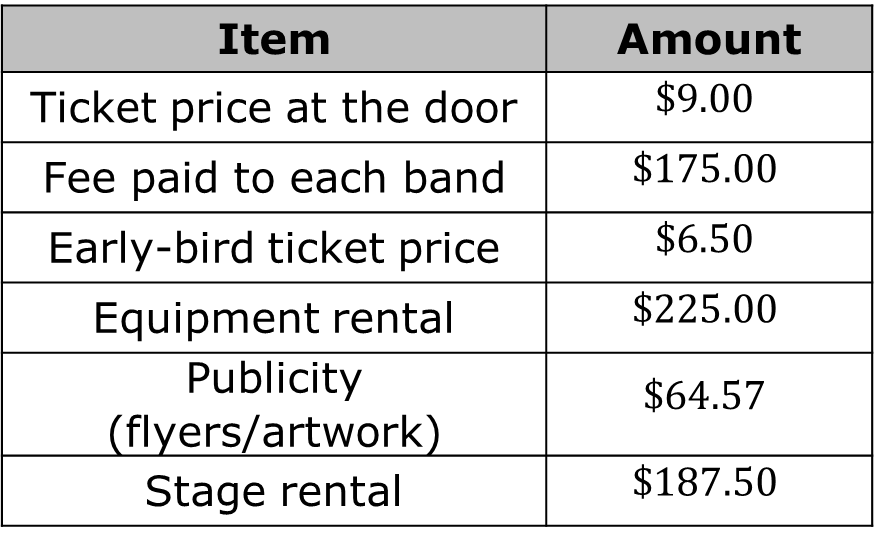 Item Amount
Ticket price at the door $9.00
Fee paid to each band $175.00
Early-bird ticket price $6.50
Equipment rental $225.00
Publicity
(flyers/artwork) $64.57
Stage rental $187.50